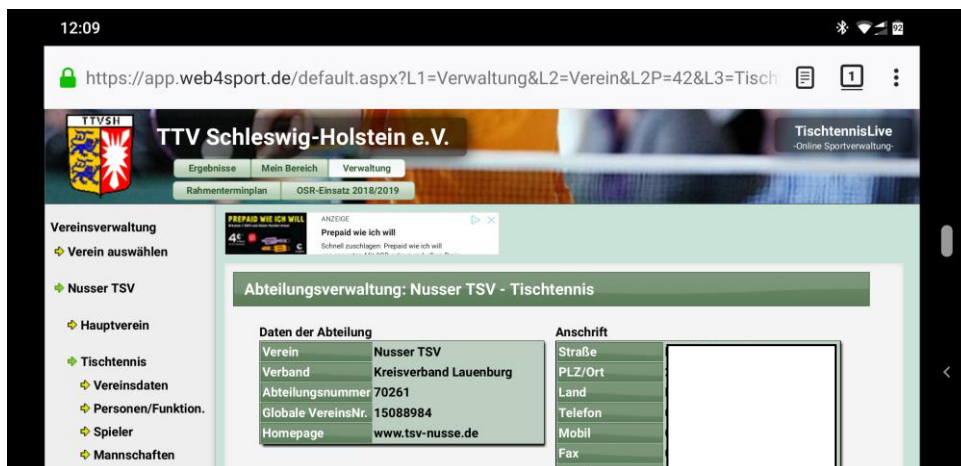 12:09
92
https://app.web4sport.de/default.aspx?L1=Verwaltung&L2=Verein&L2P=42&L3=Tisch
1
TTVSH
TTV Schleswig-Holstein e.V.
TischtennisLive
-Online Sportverwaltung-
Ergebnisse Mein Bereich Verwaltung
Rahmenterminplan OSR-Einsatz 2018/2019
Vereinsverwaltung
Verein auswählen
Nusser TSV
Hauptverein
Tischtennis
Vereinsdaten
Personen/Funktion.
Spieler
Mannschaften
PREPAID WIE ICH WILL
ANZEIGE
Prepaid wie ich will
Schnell zuschlagen: Prepaid wie ich will
Abteilungsverwaltung: Nusser TSV - Tischtennis
Daten der Abteilung
Verein Nusser TSV
Verband Kreisverband Lauenburg
Abteilungsnummer 70261
Globale VereinsNr. 15088984
Homepage www.tsv-nusse.de
Anschrift
Straße
PLZ/Ort
Land
Telefon
Mobil
Fax